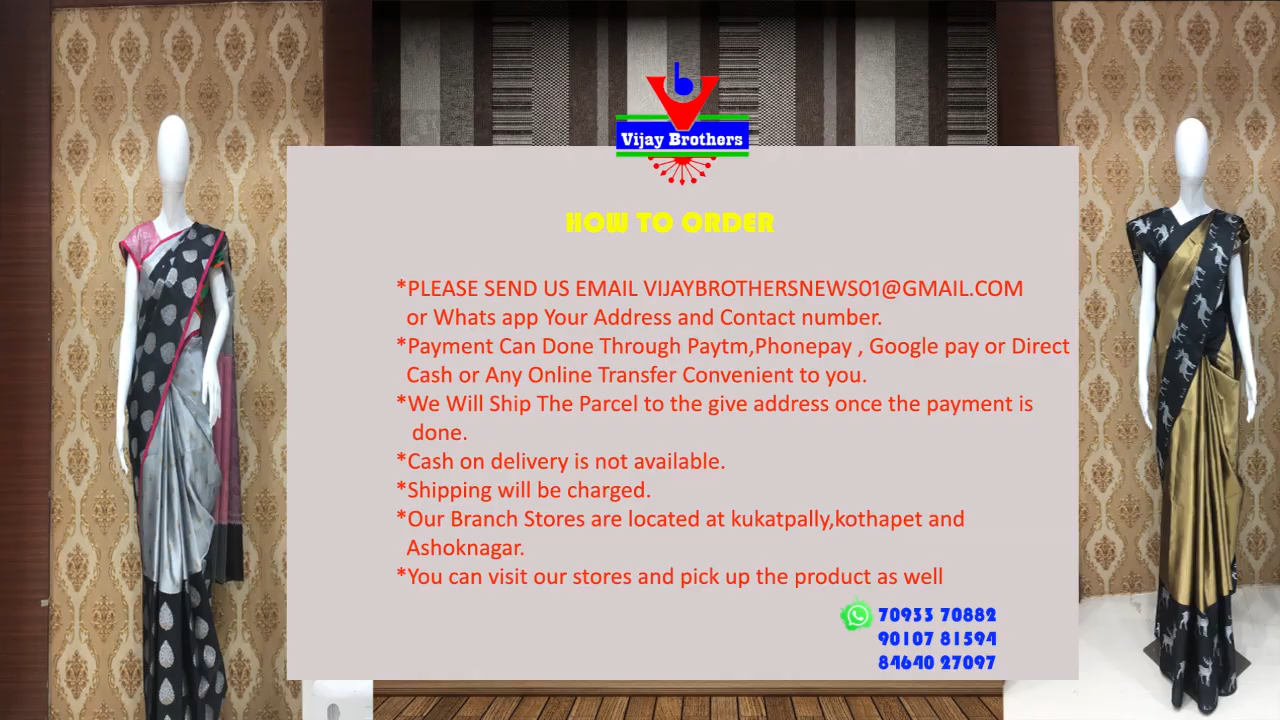 b
Vijay Brothers
HOW TO ORDER
*PLEASE SEND US EMAIL VIJAYBROTHERSNEWS01@GMAIL.COM
or Whats app Your Address and Contact number.
*Payment Can Done Through Paytm,Phonepay , Google pay or Direct
Cash or Any Online Transfer Convenient to you.
*We Will Ship The Parcel to the give address once the payment is
done.
*Cash on delivery is not available.
*Shipping will be charged.
*Our Branch Stores are located at kukatpally,kothapet and
Ashoknagar.
*You can visit our stores and pick up the product as well
70933 70882
90107 81594
84640 27097